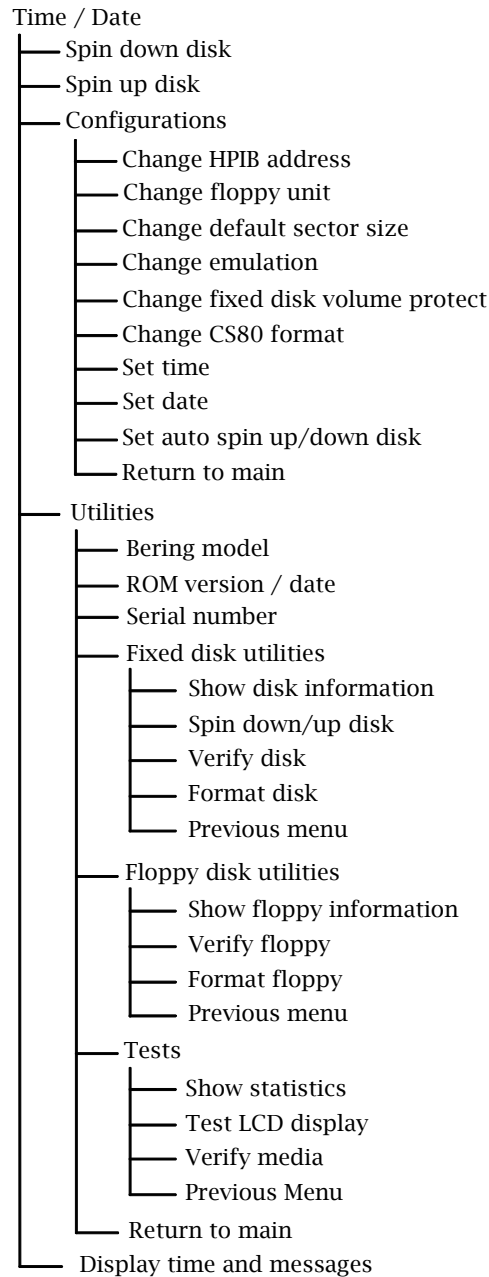 Time / Date
Spin down disk
Spin up disk
Configurations
Change HPIB address
Change floppy unit
Change default sector size
Change emulation
Change fixed disk volume protect
Change CS80 format
Set time
Set date
Set auto spin up/down disk
Return to main
Utilities
Bering model
ROM version / date
Serial number
Fixed disk utilities
Show disk information
Spin down/up disk
Verify disk
Format disk
Previous menu
Floppy disk utilities
Show floppy information
Verify floppy
Format floppy
Previous menu
Tests
Show statistics
Test LCD display
Verify media
Previous Menu
Return to main
Display time and messages